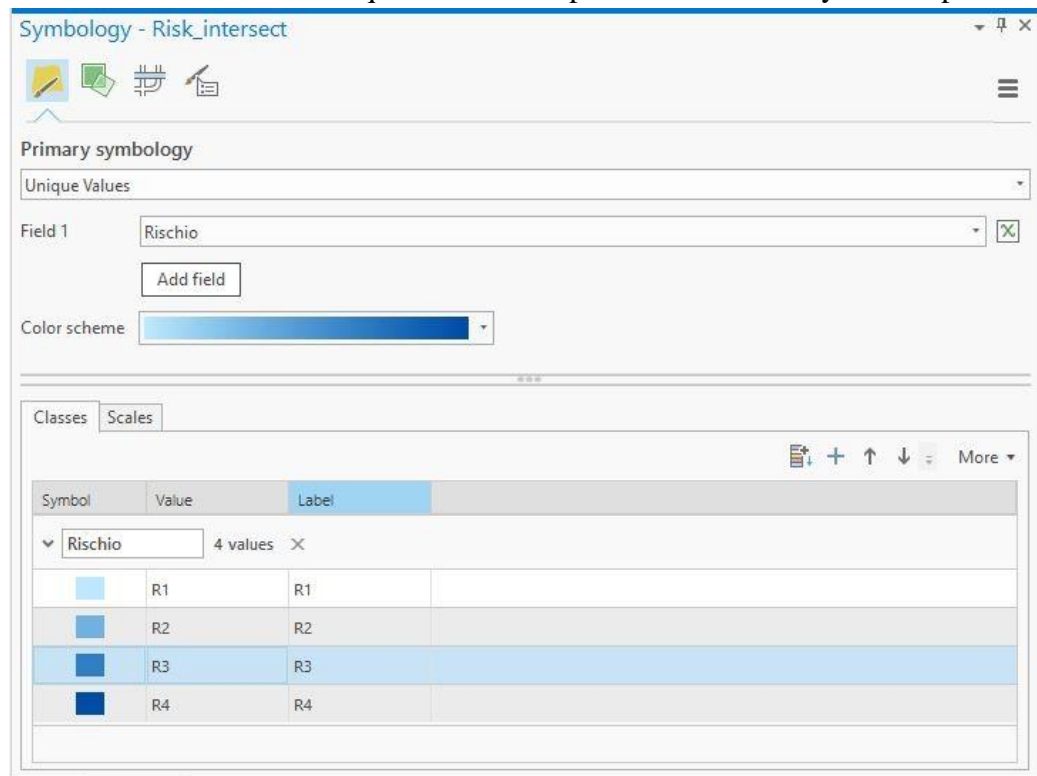 Symbology - Risk_intersect
Primary symbology
Unique Values
Field 1 Rischio
Add field
Color scheme
Classes Scales
More
Symbol Value Label
Rischio 4 values
R1 R1
R2 R2
R3 R3
R4 R4